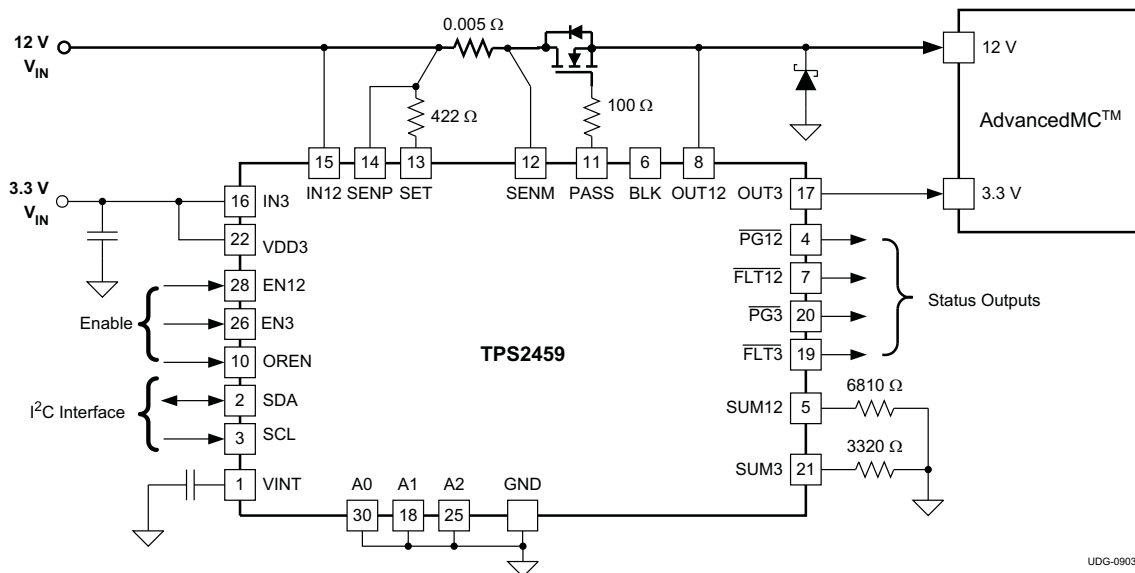 0.005 Ω
12 V
VIN
12 V
422 Ω
100 Ω
AdvancedMC™
15 14 13 12 11 6 8
IN12 SENP SET SENM PASS BLK OUT12 OUT3 17
3.3 V
3.3 V
VIN
16 IN3
22 VDD3
PG12 4
28 EN12
FLT12 7
Status Outputs
Enable
26 EN3
PG3 20
10 OREN
TPS2459
FLT3 19
6810 Ω
2 SDA
SUM12 5
I2C Interface
3 SCL
3320 Ω
1 VINT
SUM3 21
A0 A1 A2 GND
30 18 25
UDG-0903